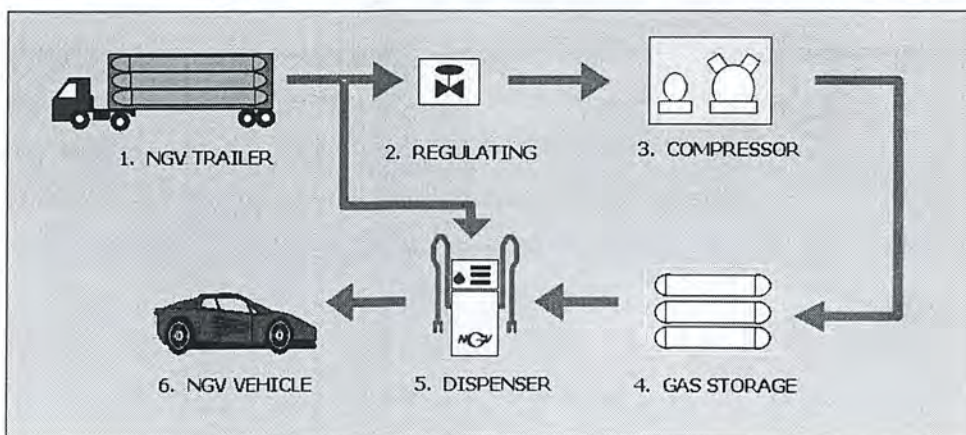 1. NGV TRAILER
2. REGULATING
3. COMPRESSOR
NGV
6. NGV VEHICLE
5. DISPENSER
4. GAS STORAGE